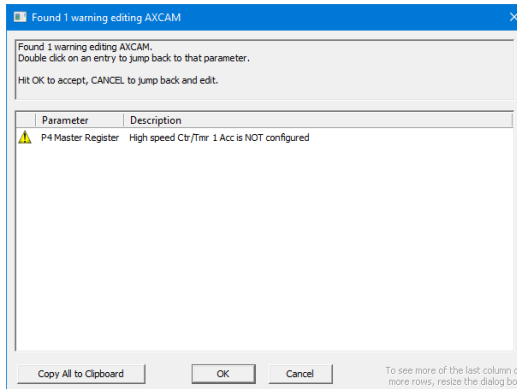 Found 1 warning editing AXCAM
Found 1 warning editing AXCAM.
Double click on an entry to jump back to that parameter.
Hit OK to accept, CANCEL to jump back and edit.
Parameter Description
P4 Master Register High speed Ctr/Tmr 1 Acc is NOT configured
Copy All to Clipboard OK Cancel
To see more of the last column
more rows, resize the dialog